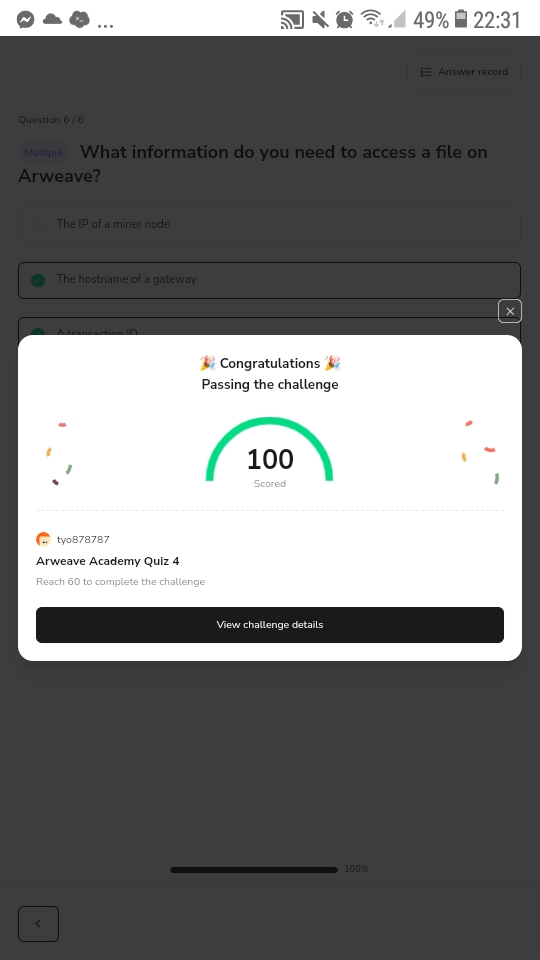 ... 49% 22:31
Answer record
Question 6 / 6
Multiple What information do you need to access a file on
Arweave?
The IP of a miner node
The hostname of a gateway
A transaction ID
🎉 Congratulations 🎉
Passing the challenge
100
Scored
tyo878787
Arweave Academy Quiz 4
Reach 60 to complete the challenge
View challenge details
100%